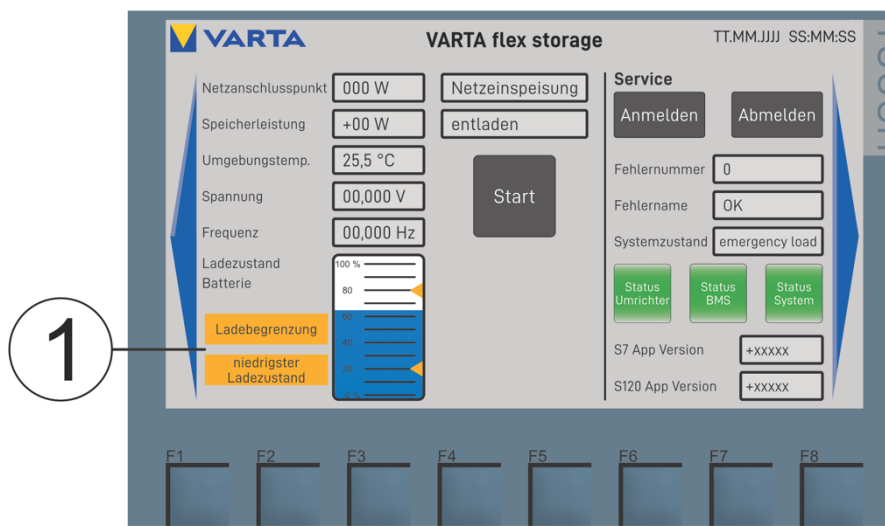 VARTA
VARTA flex storage
TT.MM.JJJJ SS:MM:SS
Netzanschlusspunkt
000 W
Netzeinspeisung
Speicherleistung
+00 W
entladen
Umgebungstemp.
25,5 °C
Spannung
00,000 V
Start
Frequenz
00,000 Hz
Ladezustand
Batterie
100 %
80
60
40
20
0 %
Ladebegrenzung
niedrigster
Ladezustand
1
Service
Anmelden
Abmelden
Fehlernummer
0
Fehlername
OK
Systemzustand
emergency load
Status
Umrichter
Status
BMS
Status
System
S7 App Version
+xxxxx
S120 App Version
+xxxxx
F1
F2
F3
F4
F5
F6
F7
F8